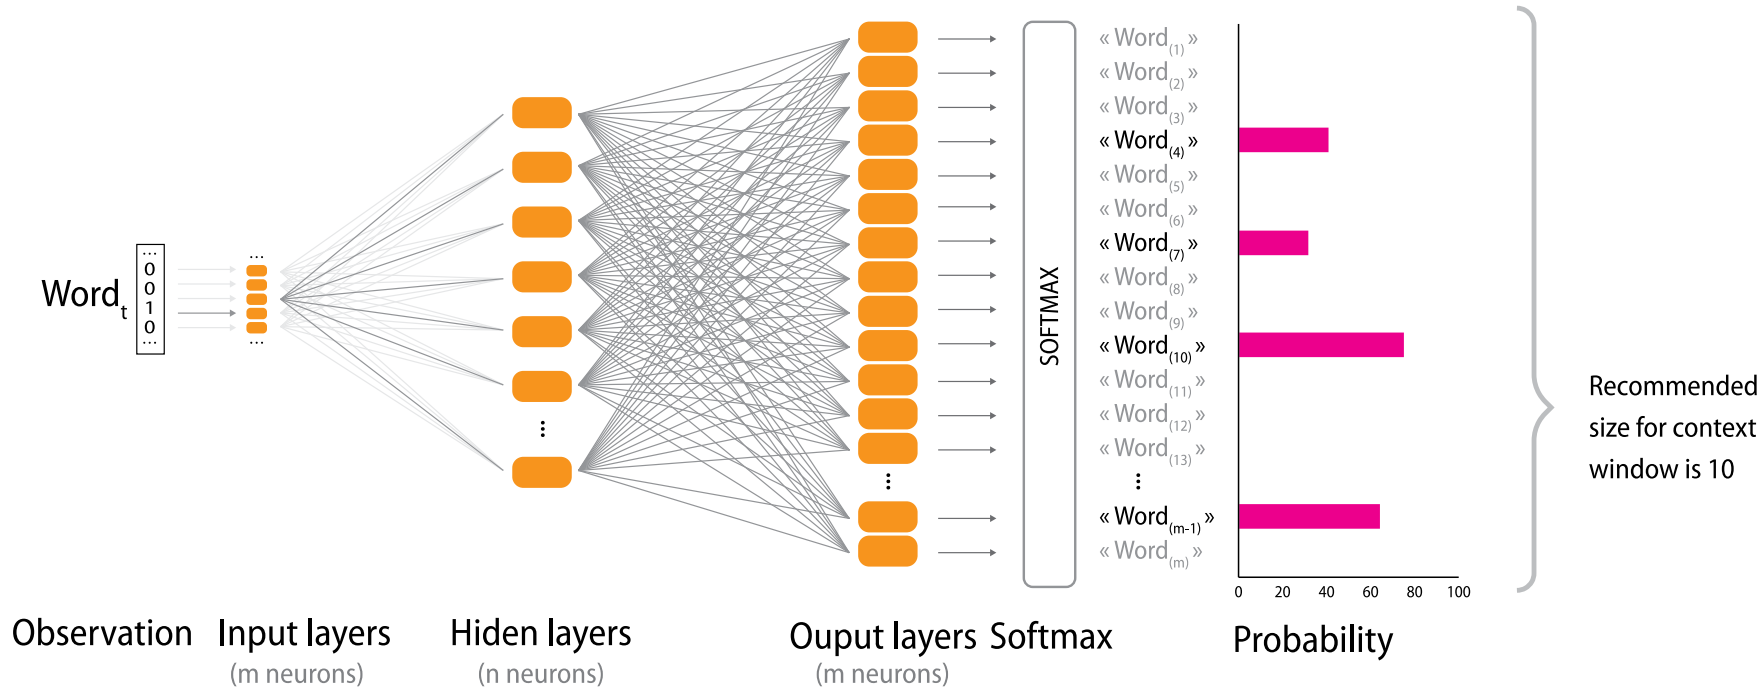 Word t
...
0
0
1
0
...
...
...
...
...
SOFTMAX
« Word(1) »
« Word(2) »
« Word(3) »
« Word(4) »
« Word(5) »
« Word(6) »
« Word(7) »
« Word(8) »
« Word(9) »
« Word(10) »
« Word(11) »
« Word(12) »
« Word(13) »
...
« Word(m-1) »
« Word(m) »
0 20 40 60 80 100
Recommended
size for context
window is 10
Observation Input layers Hiden layers Ouput layers Softmax Probability
(m neurons) (n neurons) (m neurons)